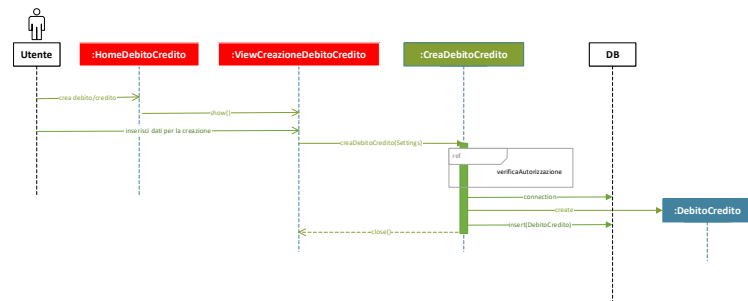 Utente
:HomeDebitoCredito
:ViewCreazioneDebitoCredito
:CreaDebitoCredito
DB
crea debito/credito
show()
inserisci dati per la creazione
creaDebitoCredito(Settings)
ref
verificaAutorizzazione
connection
create
:DebitoCredito
insert(DebitoCredito)
close()